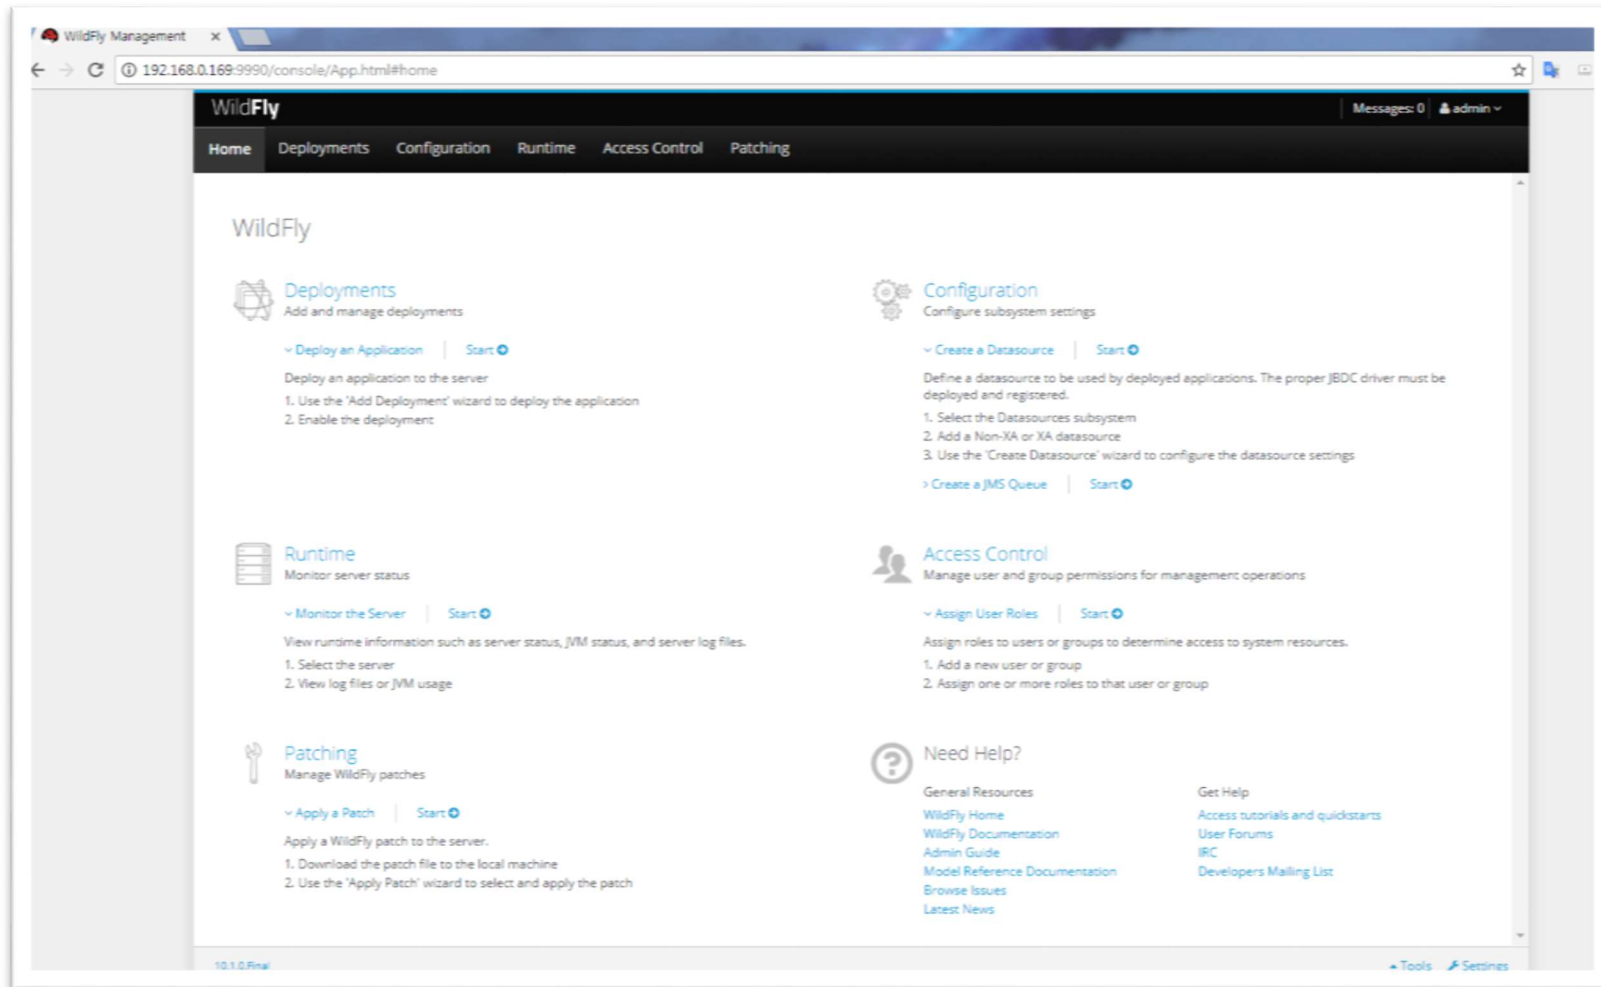 WildFly Management
192.168.0.169:9990/console/App.html#home
WildFly
Messages: 0 admin
Home Deployments Configuration Runtime Access Control Patching
WildFly
Deployments
Add and manage deployments
Deploy an Application Start
Deploy an application to the server
1. Use the 'Add Deployment' wizard to deploy the application
2. Enable the deployment
Configuration
Configure subsystem settings
Create a Datasource Start
Define a datasource to be used by deployed applications. The proper JBDC driver must be
deployed and registered.
1. Select the Datasources subsystem
2. Add a Non-XA or XA datasource
3. Use the 'Create Datasource' wizard to configure the datasource settings
Create a JMS Queue Start
Runtime
Monitor server status
Monitor the Server Start
View runtime information such as server status, JVM status, and server log files.
1. Select the server
2. View log files or JVM usage
Access Control
Manage user and group permissions for management operations
Assign User Roles Start
Assign roles to users or groups to determine access to system resources.
1. Add a new user or group
2. Assign one or more roles to that user or group
Patching
Manage WildFly patches
Apply a Patch Start
Apply a WildFly patch to the server.
1. Download the patch file to the local machine
2. Use the 'Apply Patch' wizard to select and apply the patch
Need Help?
General Resources
WildFly Home
WildFly Documentation
Admin Guide
Model Reference Documentation
Browse Issues
Latest News
Get Help
Access tutorials and quickstarts
User Forums
IRC
Developers Mailing List
10.1.0.Final
Tools Settings